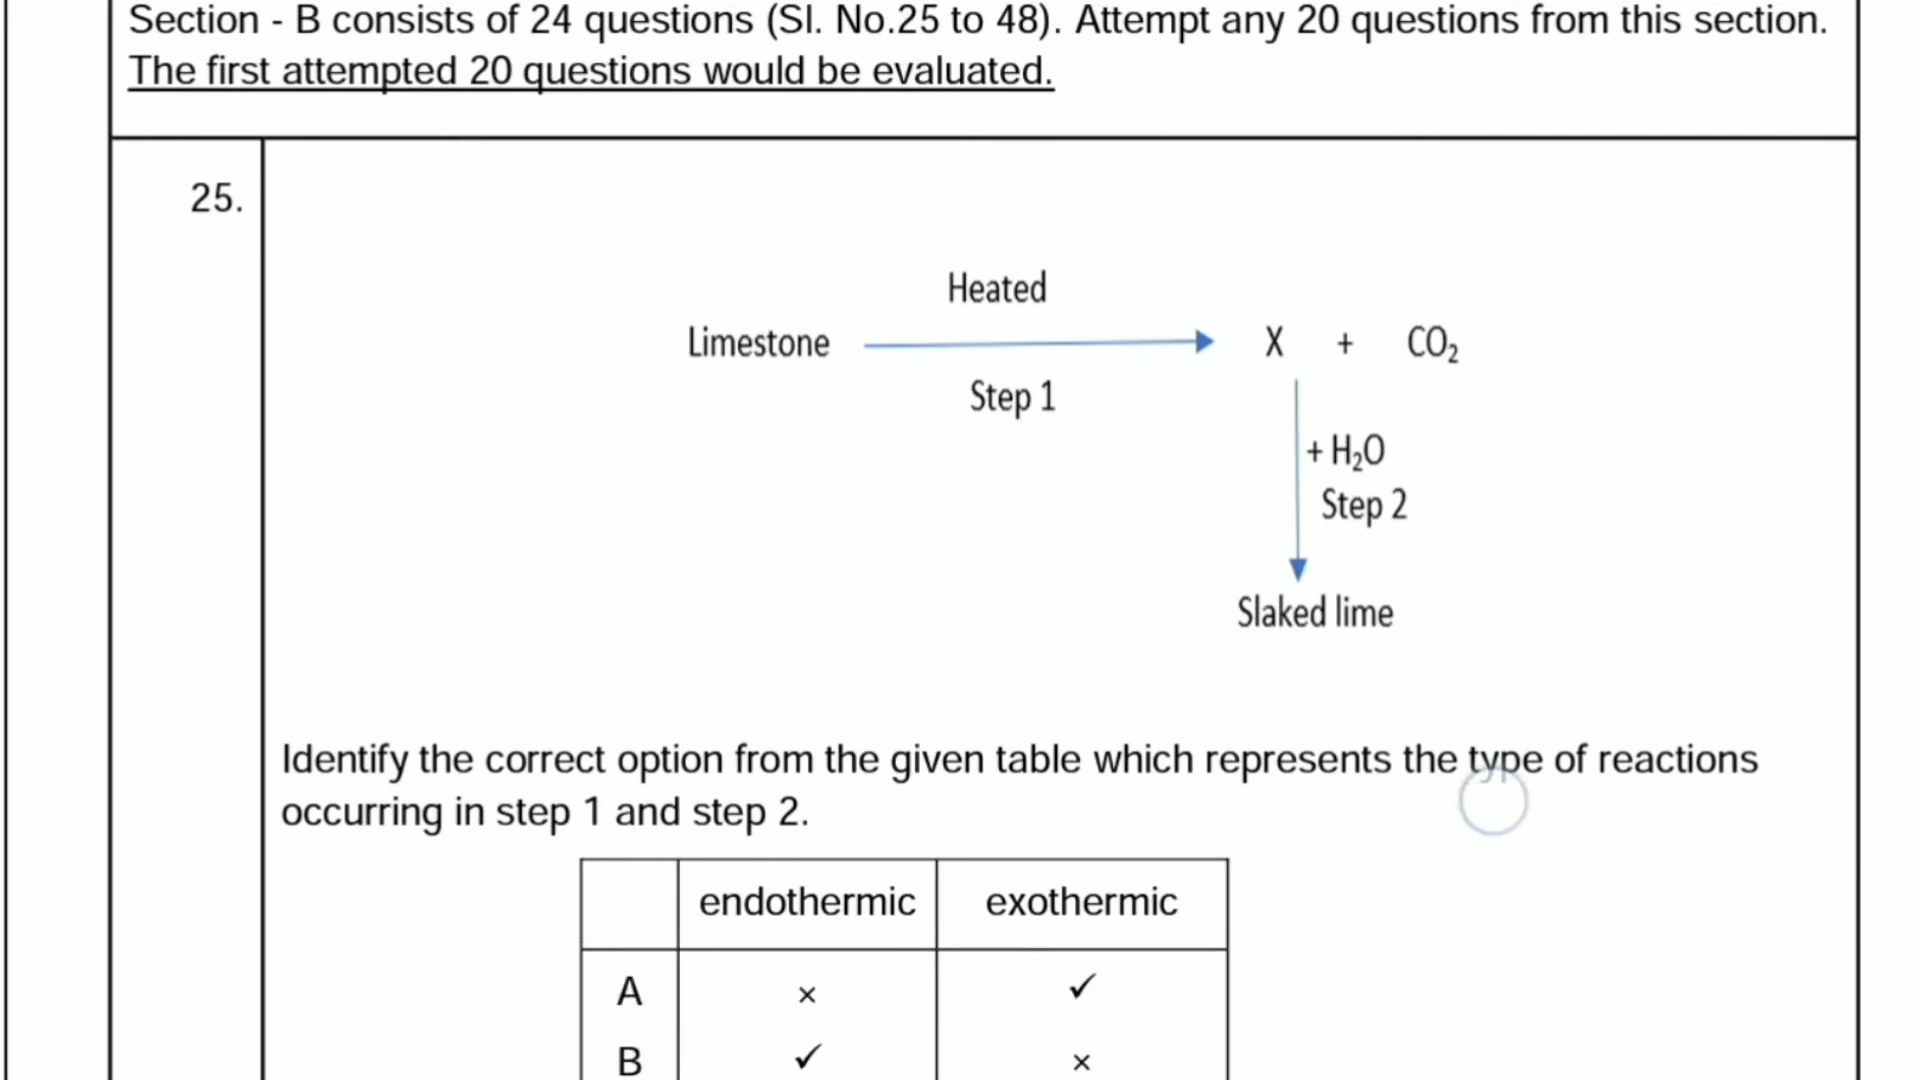 Section - B consists of 24 questions (Sl. No.25 to 48). Attempt any 20 questions from this section.
The first attempted 20 questions would be evaluated.
25.
Heated
Limestone X + CO₂
Step 1
+ H₂O
Step 2
Slaked lime
Identify the correct option from the given table which represents the type of reactions
occurring in step 1 and step 2.
endothermic exothermic
A × ✓
B ✓ ×